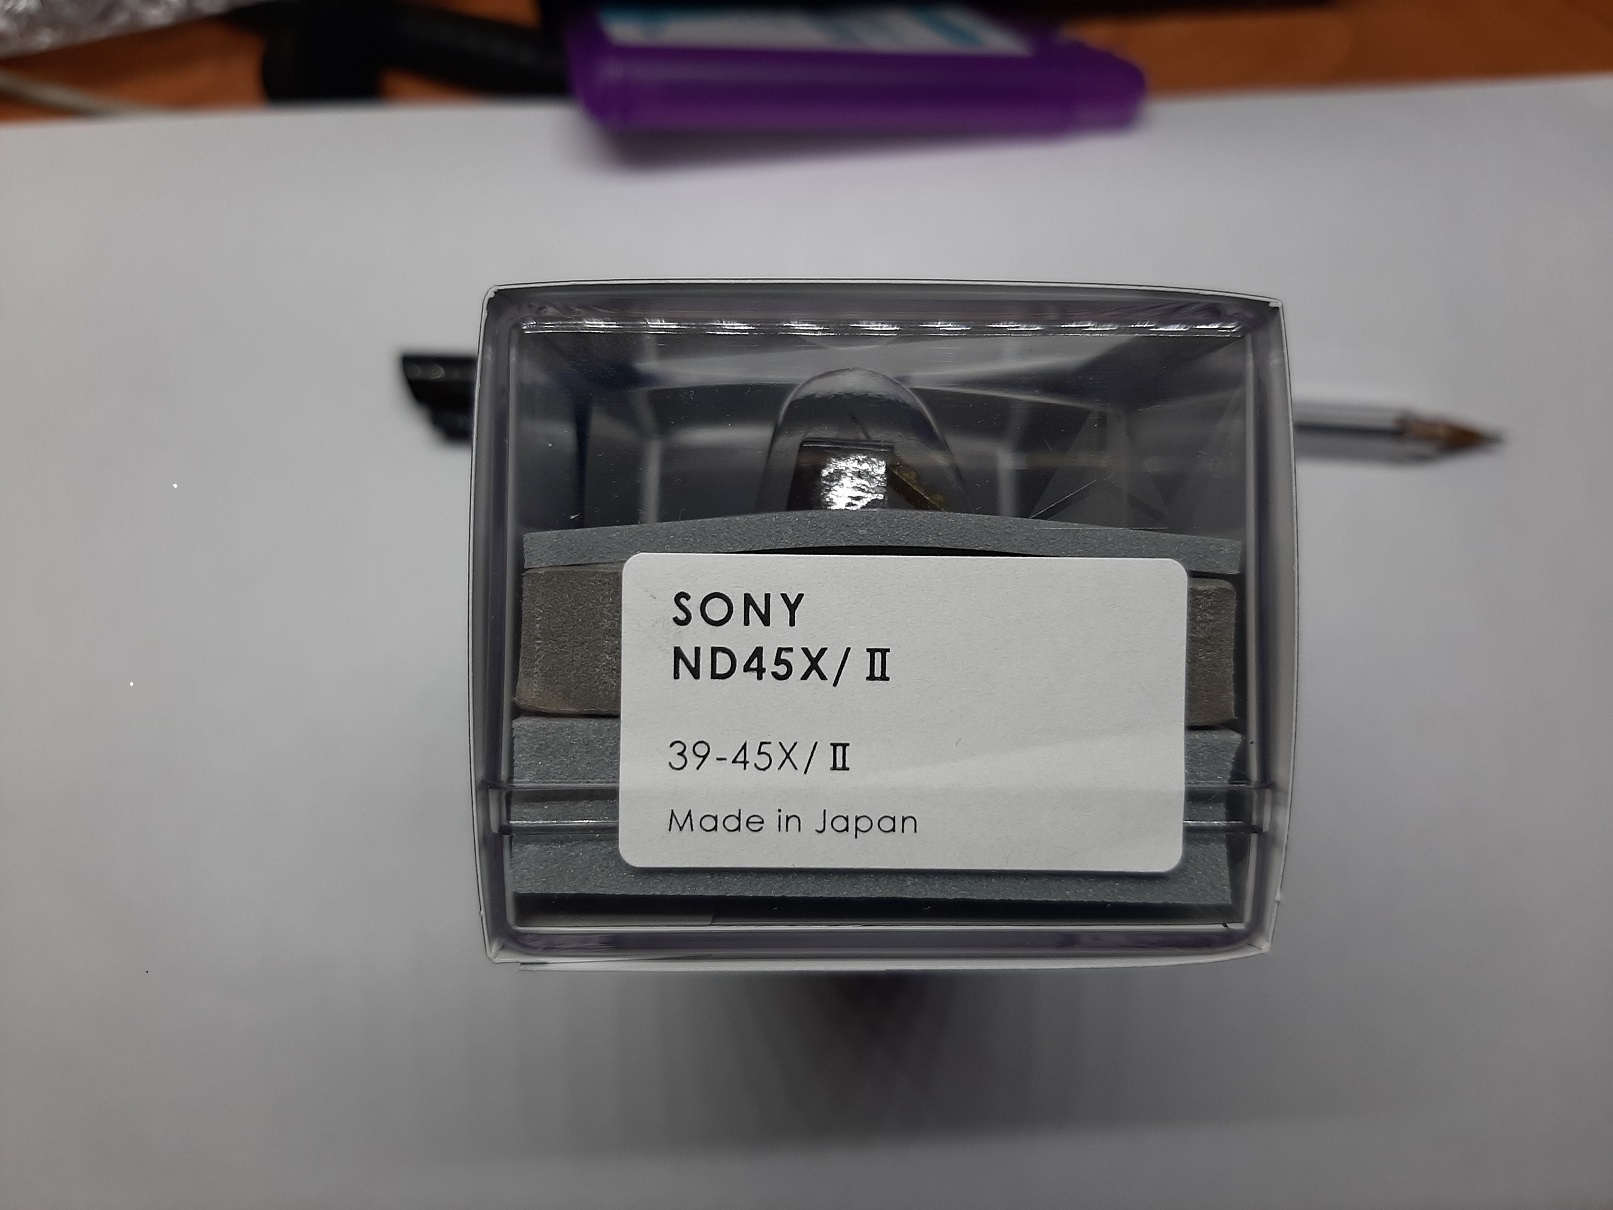 SONY
ND45X/Ⅱ
39-45X/Ⅱ
Made in Japan